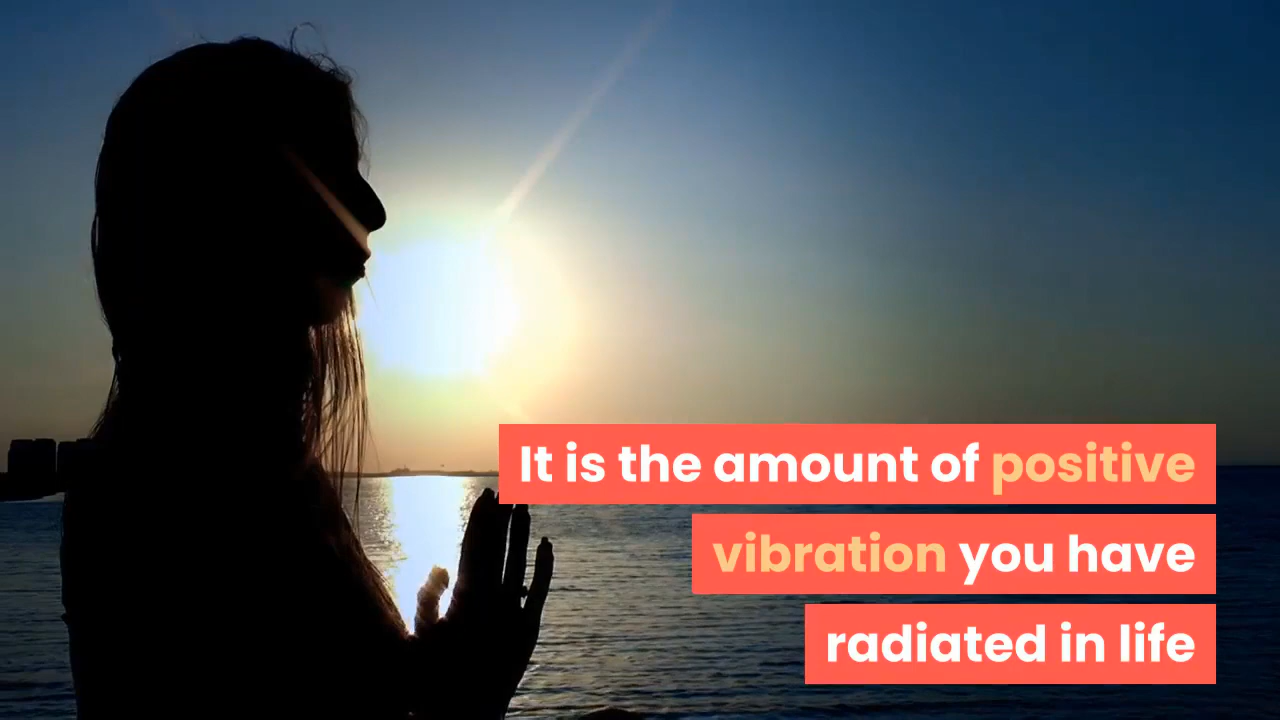 It is the amount of positive
vibration you have
radiated in life